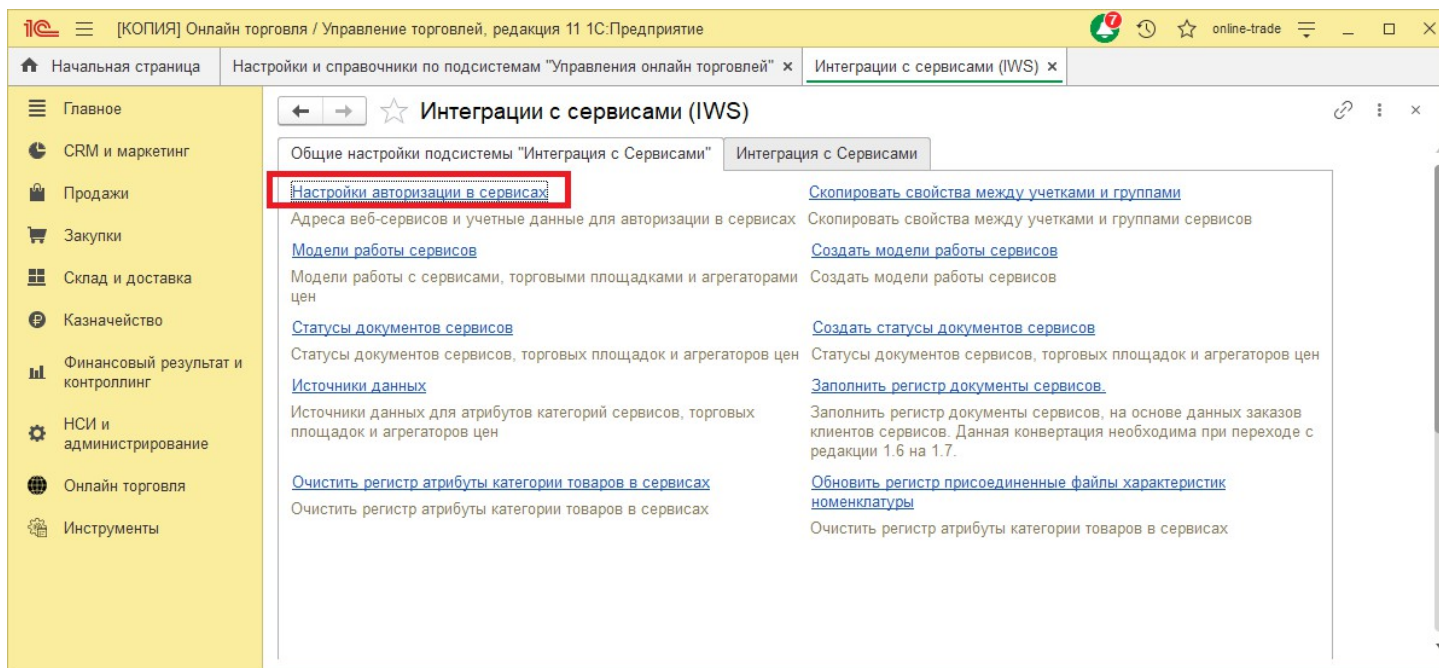 1С [КОПИЯ] Онлайн торговля / Управление торговлей, редакция 11 1С:Предприятие 7 online-trade
Начальная страница Настройки и справочники по подсистемам "Управления онлайн торговлей" × Интеграции с сервисами (IWS) ×
Главное
CRM и маркетинг
Продажи
Закупки
Склад и доставка
Казначейство
Финансовый результат и
контроллинг
НСИ и
администрирование
Онлайн торговля
Инструменты
Интеграции с сервисами (IWS)
Общие настройки подсистемы "Интеграция с Сервисами" Интеграция с Сервисами
Настройки авторизации в сервисах
Адреса веб-сервисов и учетные данные для авторизации в сервисах
Модели работы сервисов
Модели работы с сервисами, торговыми площадками и агрегаторами
цен
Статусы документов сервисов
Статусы документов сервисов, торговых площадок и агрегаторов цен
Источники данных
Источники данных для атрибутов категорий сервисов, торговых
площадок и агрегаторов цен
Очистить регистр атрибуты категории товаров в сервисах
Очистить регистр атрибуты категории товаров в сервисах
Скопировать свойства между учетками и группами
Скопировать свойства между учетками и группами сервисов
Создать модели работы сервисов
Создать модели работы сервисов
Создать статусы документов сервисов
Статусы документов сервисов, торговых площадок и агрегаторов цен
Заполнить регистр документы сервисов.
Заполнить регистр документы сервисов, на основе данных заказов
клиентов сервисов. Данная конвертация необходима при переходе с
редакции 1.6 на 1.7.
Обновить регистр присоединенные файлы характеристик
номенклатуры
Очистить регистр атрибуты категории товаров в сервисах